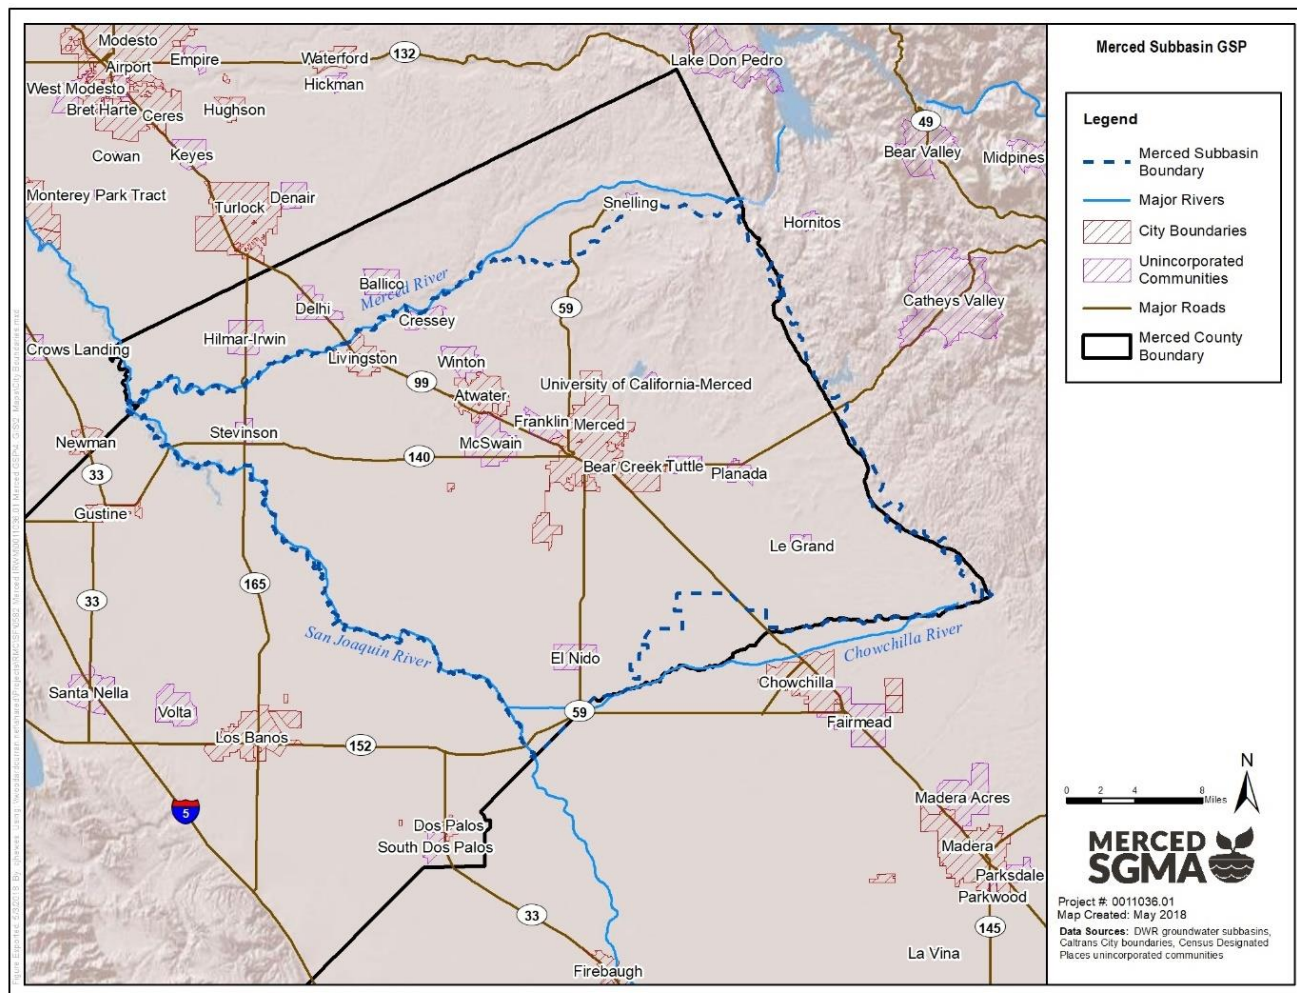 Modesto
Empire
Waterford
132
Lake Don Pedro
Airport
Hickman
West Modesto
Bret Harte
Ceres
Hughson
49
Cowan
Keyes
Bear Valley
Midpines
Monterey Park Tract
Denair
Turlock
Snelling
Hornitos
Ballico
Merced River
Delhi
Cressey
59
Catheys Valley
Crows Landing
Hilmar-Irwin
Livingston
Winton
99
University of California-Merced
Atwater
Franklin
Merced
Newman
Stevinson
McSwain
140
33
Bear Creek
Tuttle
Planada
Gustine
Le Grand
165
33
San Joaquin River
El Nido
Chowchilla River
Santa Nella
Volta
Chowchilla
59
Fairmead
Los Banos
152
5
Madera Acres
Dos Palos
South Dos Palos
Madera
Parksdale
Parkwood
33
145
La Vina
Firebaugh
Merced Subbasin GSP
Legend
Merced Subbasin
Boundary
Major Rivers
City Boundaries
Unincorporated
Communities
Major Roads
Merced County
Boundary
N
0 2 4 8
Miles
MERCED
SGMA
Project #: 0011036.01
Map Created: May 2018
Data Sources: DWR groundwater subbasins,
Caltrans City boundaries, Census Designated
Places unincorporated communities